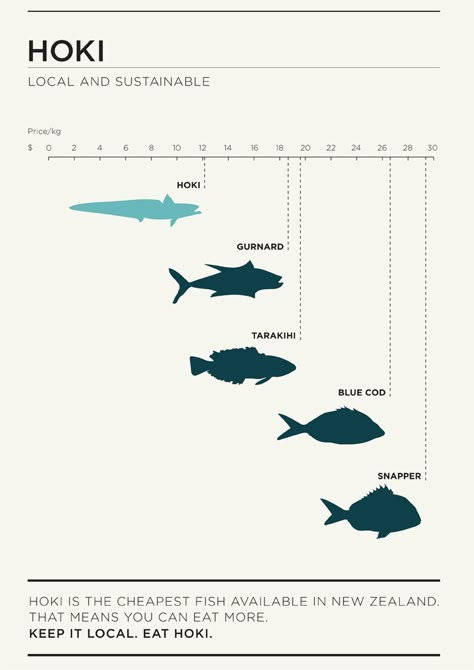 HOKI
LOCAL AND SUSTAINABLE
Price/kg
$ 0 2 4 6 8 10 12 14 16 18 20 22 24 26 28 30
HOKI
GURNARD
TARAKIHI
BLUE COD
SNAPPER
HOKI IS THE CHEAPEST FISH AVAILABLE IN NEW ZEALAND.
THAT MEANS YOU CAN EAT MORE.
KEEP IT LOCAL. EAT HOKI.